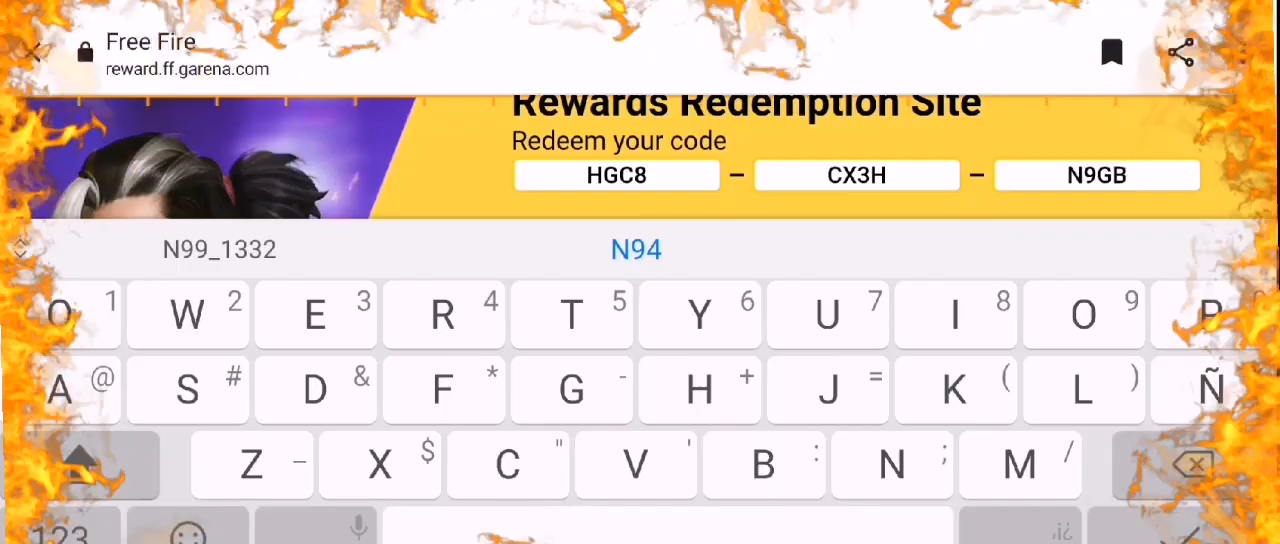 Free Fire
reward.ff.garena.com
Rewards Redemption Site
Redeem your code
HGC8 – CX3H – N9GB
N99_1332 N94
1 W 2 E 3 R 4 T 5 Y 6 U 7 I 8 O 9 P
A @ S # D & F * G - H + J = K ( L ) Ñ
Z _ X $ C " V ' B : N ; M /
123